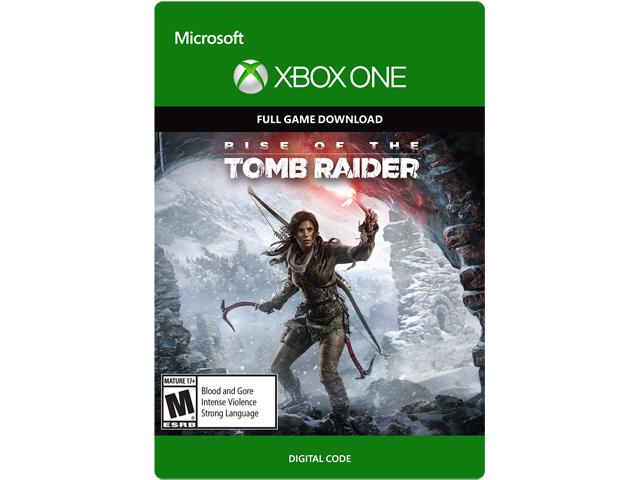 Microsoft
XBOX ONE
FULL GAME DOWNLOAD
RISE OF THE
TOMB RAIDER
MATURE 17+
M
ESRB
Blood and Gore
Intense Violence
Strong Language
DIGITAL CODE